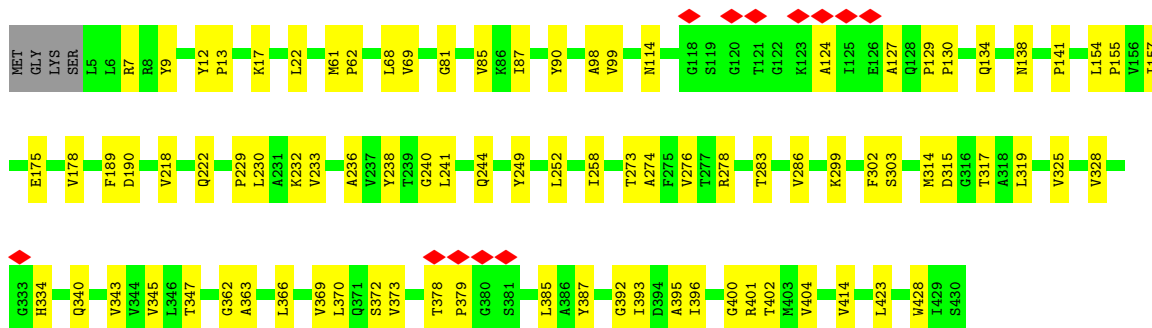 MET GLY LYS SER L5 L6 R7 R8 Y9 Y12 P13 K17 L22 M61 P62 L68 V69 G81 V85 K86 I87 Y90 A98 V99 N114 G118 S119 G120 T121 G122 K123 A124 I125 E126 A127 Q128 P129 P130 Q134 N138 P141 L154 P155 V156 I157
E175 V178 F189 D190 V218 Q222 P229 L230 A231 K232 V233 A236 V237 Y238 T239 G240 L241 Q244 Y249 L252 I258 T273 A274 F275 V276 T277 R278 T283 V286 K299 F302 S303 M314 D315 G316 T317 A318 L319 V325 V328
G333 H334 Q340 V343 V344 V345 L346 T347 G362 A363 L366 V369 L370 Q371 S372 V373 T378 P379 G380 S381 L385 A386 Y387 G392 I393 D394 A395 I396 G400 R401 T402 M403 V404 V414 L423 W428 I429 S430